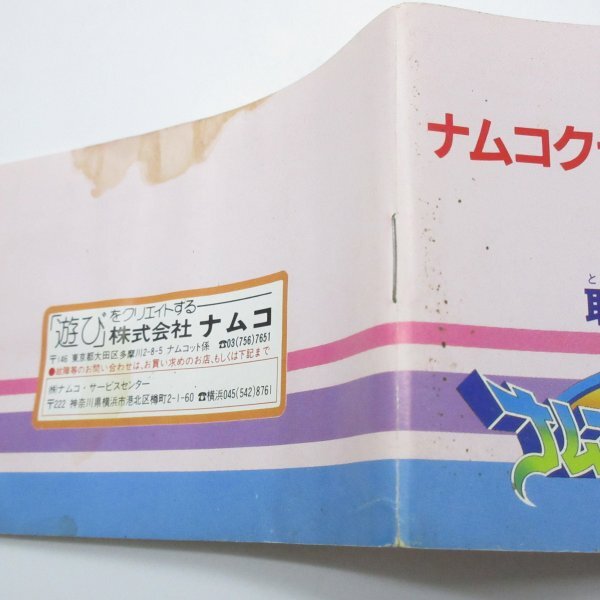 「遊び」をクリエイトする
株式会社 ナムコ
〒146 東京都大田区多摩川2-8-5 ナムコット係 ☎03(756)7651
●故障等のお問い合わせは、お買い求めのお店、もしくは下記まで
㈱ナムコ・サービスセンター
〒222 神奈川県横浜市港北区樽町2-1-60 ☎横浜045(542)8761
ナムコク
と
取
ナムコ